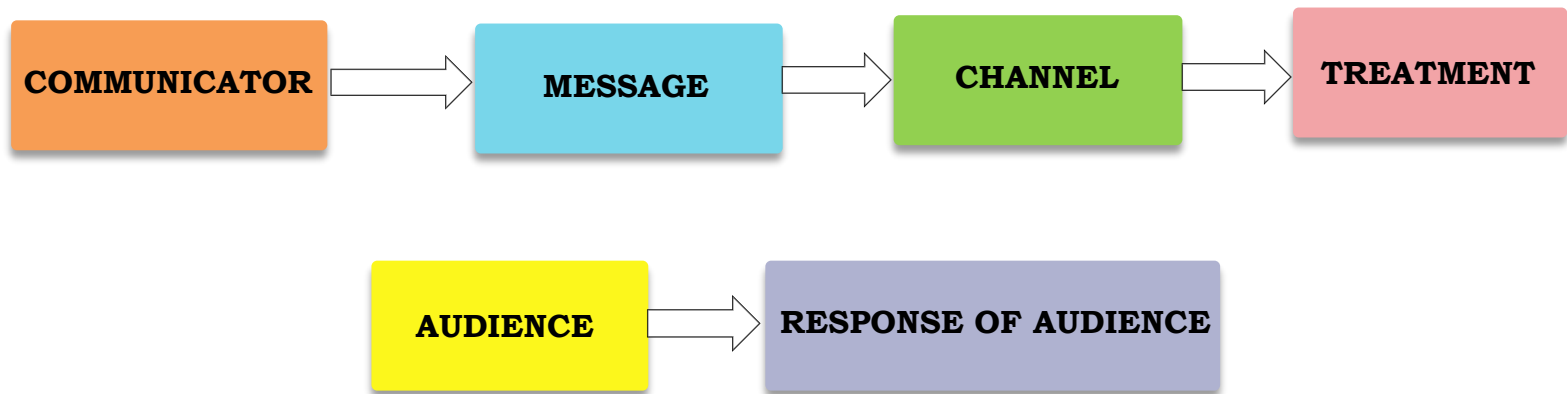 COMMUNICATOR
MESSAGE
CHANNEL
TREATMENT
AUDIENCE
RESPONSE OF AUDIENCE